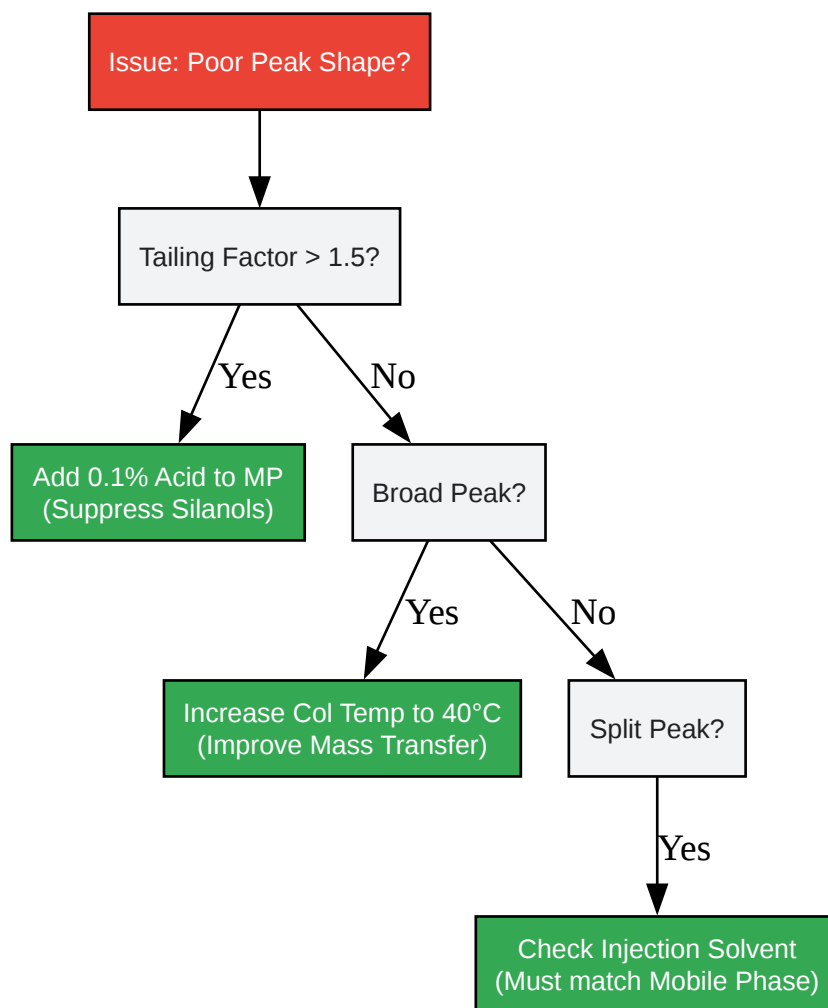 Issue: Poor Peak Shape?
Tailing Factor > 1.5?
Yes
No
Add 0.1% Acid to MP
(Suppress Silanols)
Broad Peak?
Yes
No
Increase Col Temp to 40°C
(Improve Mass Transfer)
Split Peak?
Yes
Check Injection Solvent
(Must match Mobile Phase)